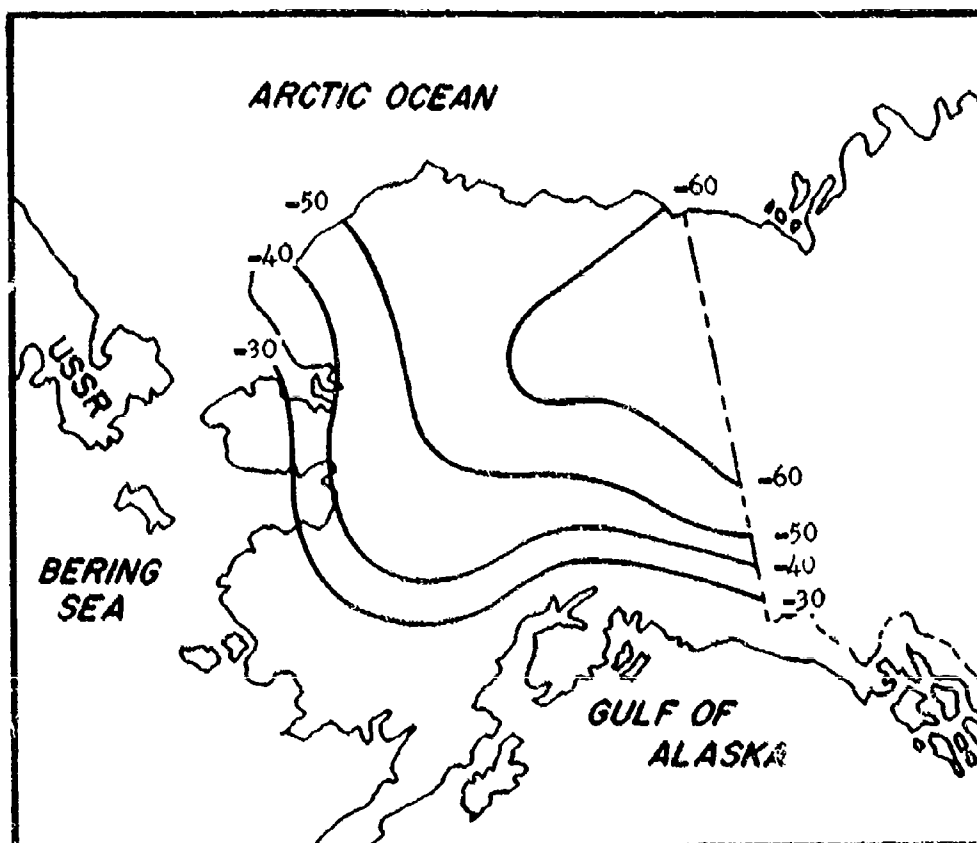 ARCTIC OCEAN
-60
-50
-40
-30
USSR
-60
-50
-40
-30
BERING
SEA
GULF OF
ALASKA